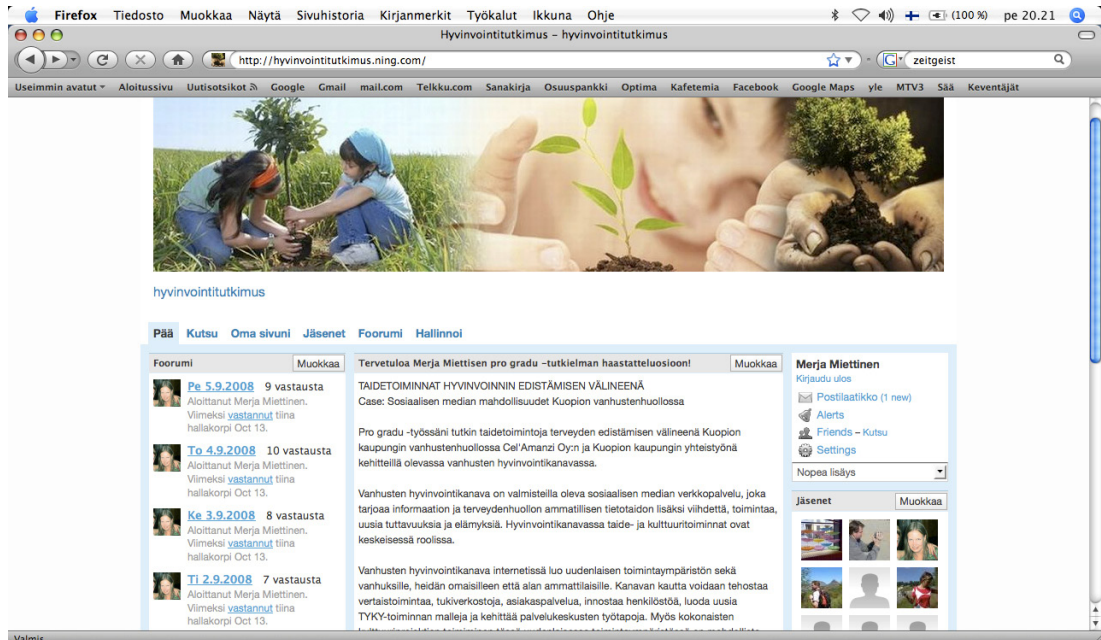 Firefox Tiedosto Muokkaa Näytä Sivuhistoria Kirjanmerkit Työkalut Ikkuna Ohje (100 %) pe 20.21
Hyvinvointitutkimus – hyvinvointitutkimus
http://hyvinvointitutkimus.ning.com/ zeitgeist
Useimmin avatut Aloitussivu Uutisotsikot Google Gmail mail.com Telkku.com Sanakirja Osuuspankki Optima Kafetemia Facebook Google Maps yle MTV3 Sää Keventäjät
hyvinvointitutkimus
Pää Kutsu Oma sivuni Jäsenet Foorumi Hallinnoi
Foorumi Muokkaa
Pe 5.9.2008 9 vastausta
Aloittanut Merja Miettinen.
Viimeksi vastannut tiina
hallakorpi Oct 13.
To 4.9.2008 10 vastausta
Aloittanut Merja Miettinen.
Viimeksi vastannut tiina
hallakorpi Oct 13.
Ke 3.9.2008 8 vastausta
Aloittanut Merja Miettinen.
Viimeksi vastannut tiina
hallakorpi Oct 13.
Ti 2.9.2008 7 vastausta
Aloittanut Merja Miettinen.
Viimeksi vastannut tiina
hallakorpi Oct 13.
Tervetuloa Merja Miettisen pro gradu –tutkielman haastatteluosioon! Muokkaa
TAIDETOIMINNAT HYVINVOINNIN EDISTÄMISEN VÄLINEENÄ
Case: Sosiaalisen median mahdollisuudet Kuopion vanhustenhuollossa
Pro gradu -työssäni tutkin taidetoimintoja terveyden edistämisen välineenä Kuopion
kaupungin vanhustenhuollossa Cel'Amanzi Oy:n ja Kuopion kaupungin yhteistyönä
kehitteillä olevassa vanhusten hyvinvointikanavassa.
Vanhusten hyvinvointikanava on valmisteilla oleva sosiaalisen median verkkopalvelu, joka
tarjoaa informaation ja terveydenhuollon ammatillisen tietotaidon lisäksi viihdettä, toimintaa,
uusia tuttavuuksia ja elämyksiä. Hyvinvointikanavassa taide- ja kulttuuritoiminnat ovat
keskeisessä roolissa.
Vanhusten hyvinvointikanava internetissä luo uudenlaisen toimintaympäristön sekä
vanhuksille, heidän omaisilleen että alan ammattilaisille. Kanavan kautta voidaan tehostaa
vertaistoimintaa, tukiverkostoja, asiakaspalvelua, innostaa henkilöstöä, luoda uusia
TYKY-toiminnan malleja ja kehittää palvelukeskusten työtapoja. Myös kokonaisten
Merja Miettinen
Kirjaudu ulos
Postilaatikko (1 new)
Alerts
Friends – Kutsu
Settings
Nopea lisäys
Jäsenet Muokkaa
Valmis